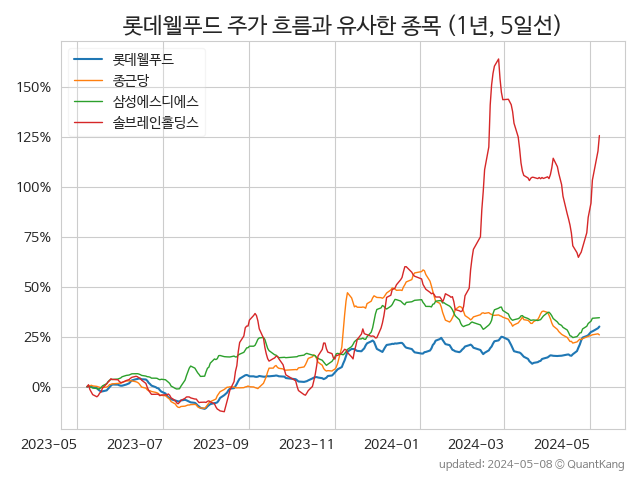 롯데웰푸드 주가 흐름과 유사한 종목 (1년, 5일선)
롯데웰푸드
종근당
삼성에스디에스
솔브레인홀딩스
150%
125%
100%
75%
50%
25%
0%
2023-05 2023-07 2023-09 2023-11 2024-01 2024-03 2024-05
updated: 2024-05-08 © QuantKang